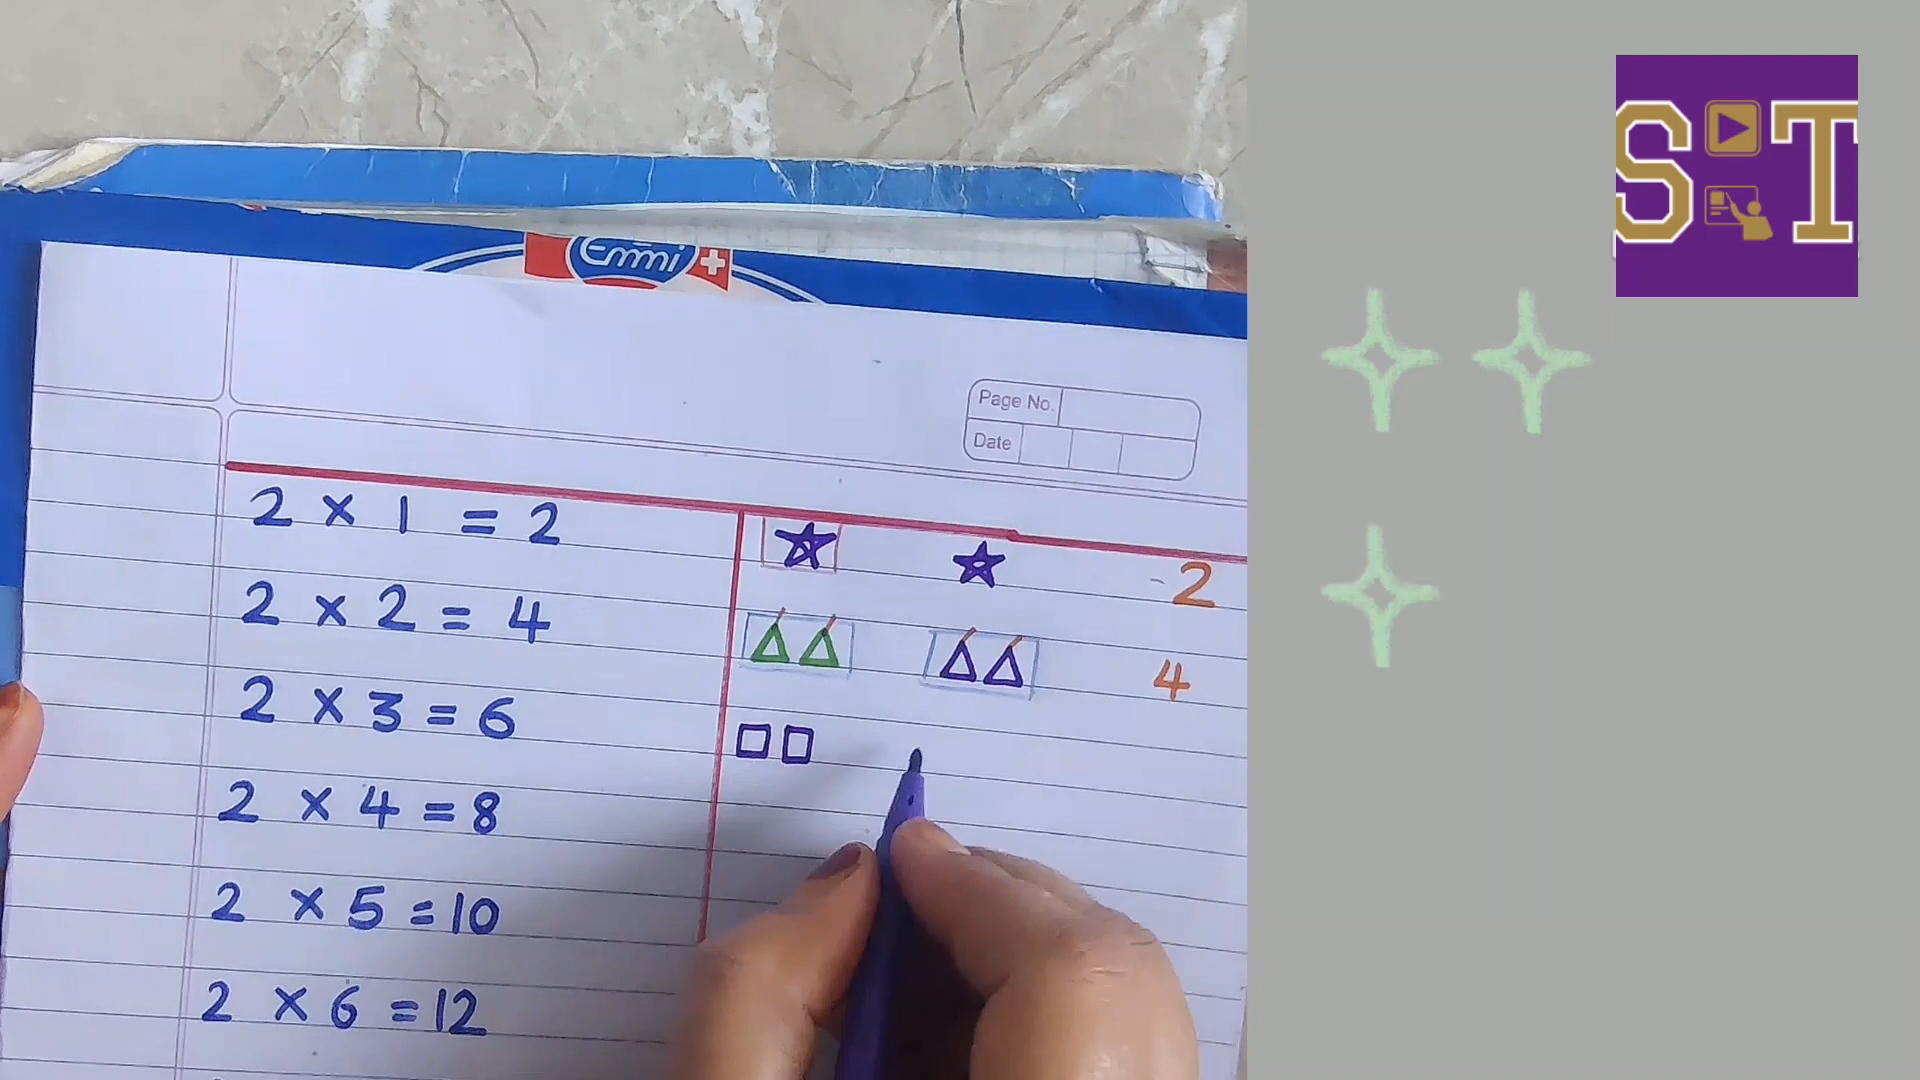 S T
Emmi
Page No.
Date
2 × 1 = 2
2
2 × 2 = 4
4
2 × 3 = 6
2 × 4 = 8
2 × 5 = 10
2 × 6 = 12